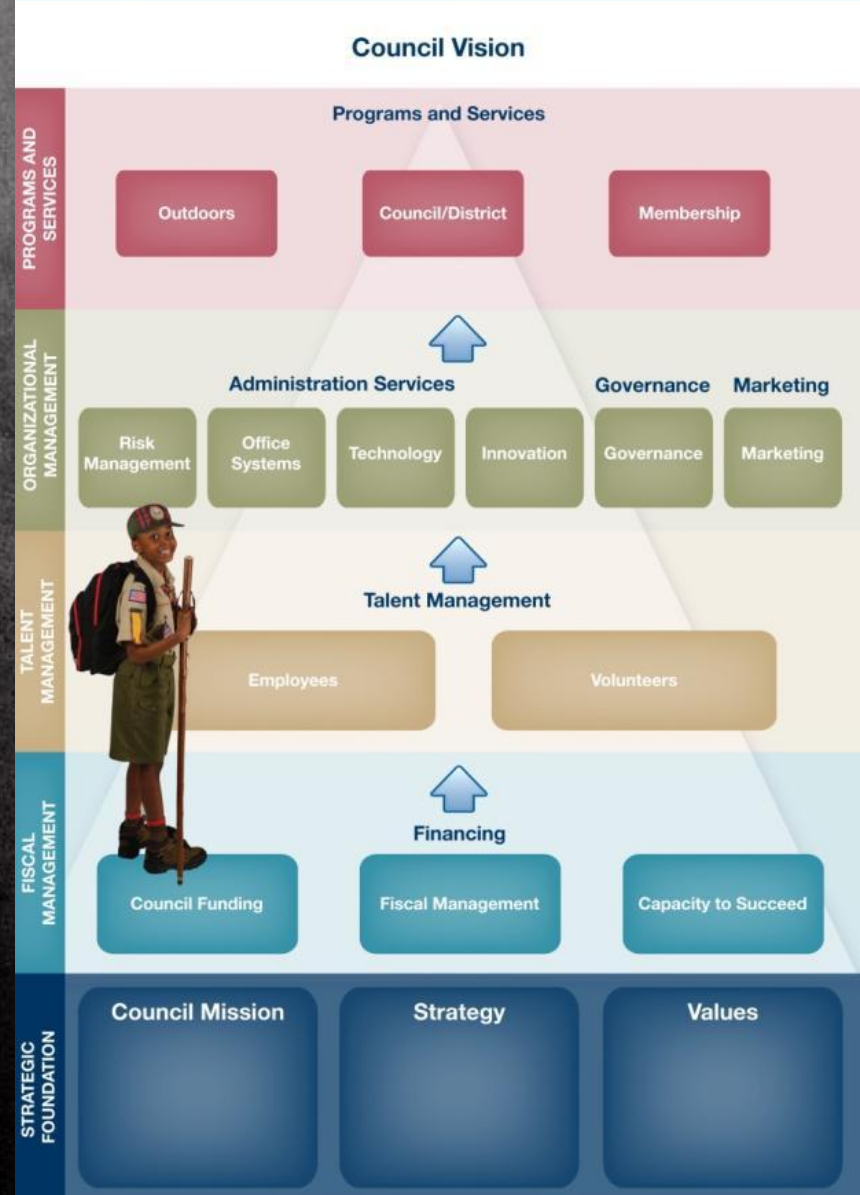 Council Vision
PROGRAMS AND
SERVICES
Programs and Services
Outdoors
Council/District
Membership
ORGANIZATIONAL
MANAGEMENT
Administration Services
Governance
Marketing
Risk
Management
Office
Systems
Technology
Innovation
Governance
Marketing
TALENT
MANAGEMENT
Talent Management
Employees
Volunteers
FISCAL
MANAGEMENT
Financing
Council Funding
Fiscal Management
Capacity to Succeed
STRATEGIC
FOUNDATION
Council Mission
Strategy
Values